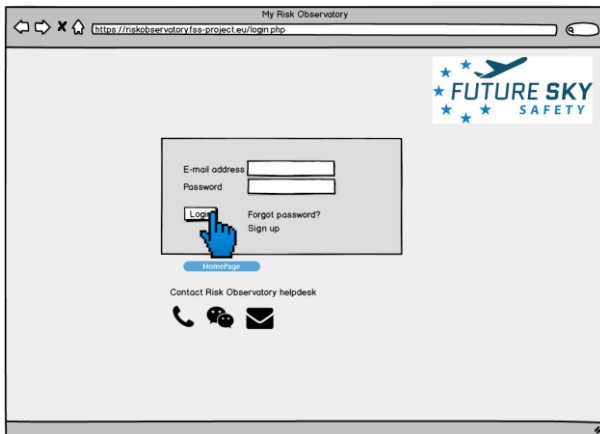 My Risk Observatory
https://riskobservatory.fss-project.eu/login.php
FUTURE SKY
SAFETY
E-mail address
Password
Login
Forgot password?
Sign up
HomePage
Contact Risk Observatory helpdesk